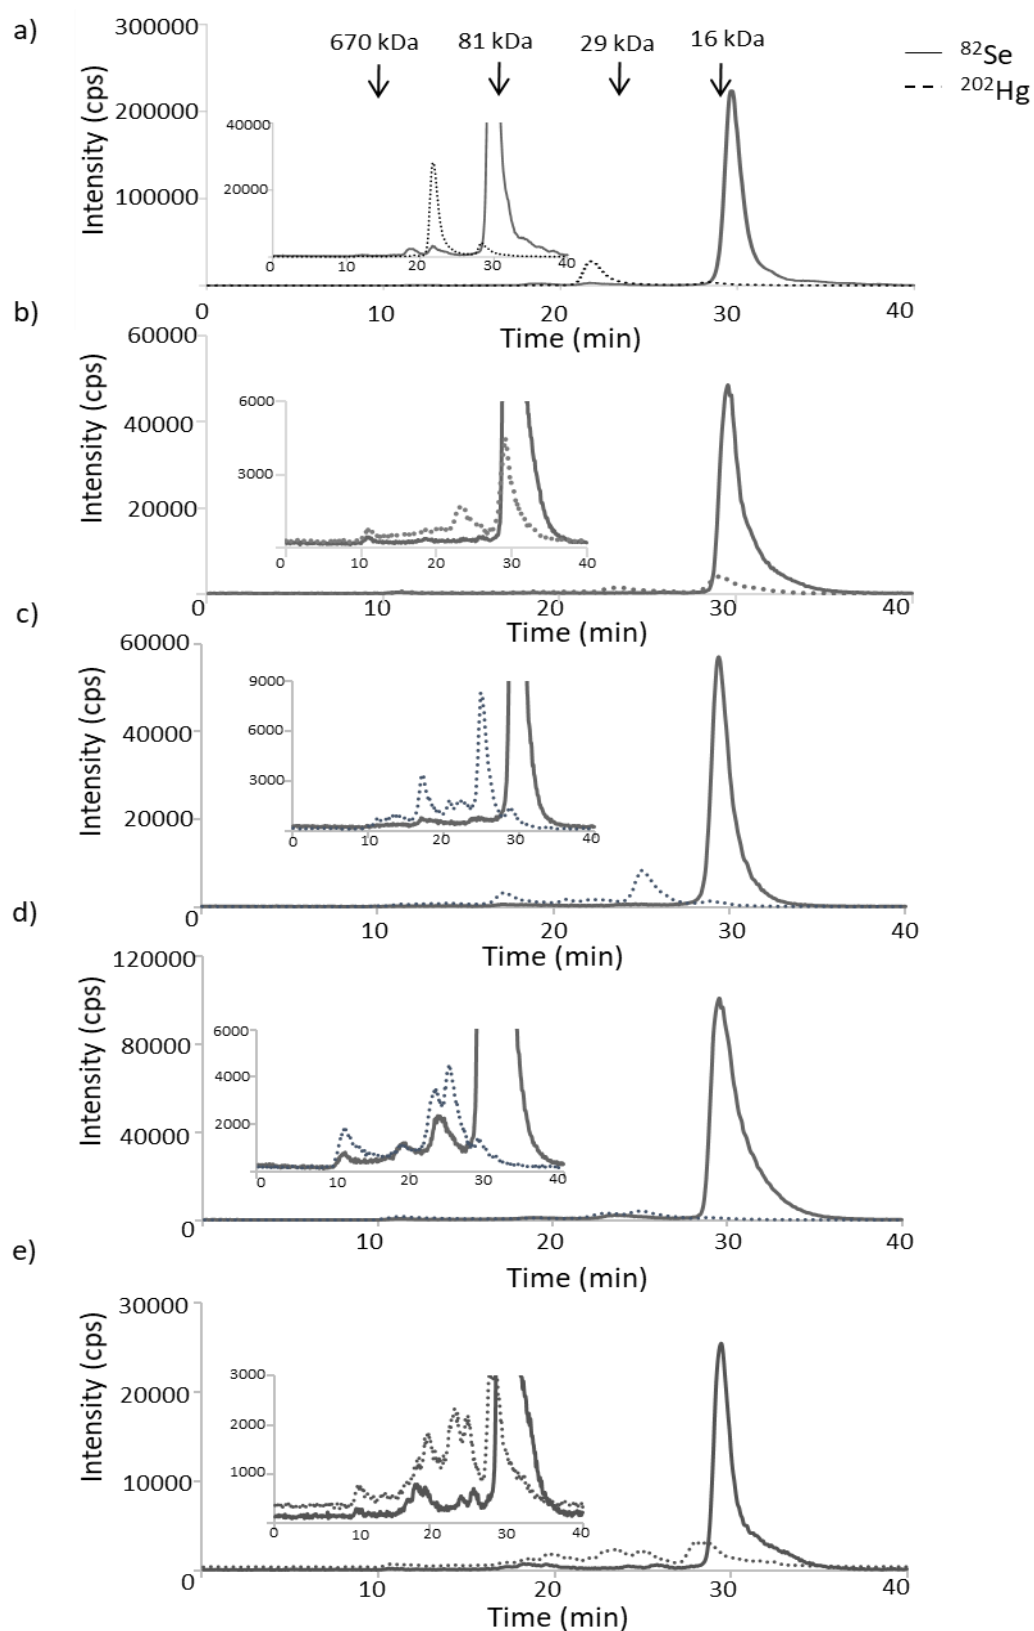 a)
300000
200000
100000
0
Intensity (cps)
670 kDa
81 kDa
29 kDa
16 kDa
⁸²Se
²⁰²Hg
40000
20000
0
0 10 20 30 40
0 10 20 30 40
Time (min)
b)
60000
40000
20000
Intensity (cps)
6000
3000
0 10 20 30 40
0 10 20 30 40
Time (min)
c)
60000
40000
20000
0
Intensity (cps)
9000
6000
3000
0 10 20 30 40
10 20 30 40
Time (min)
d)
120000
80000
40000
0
Intensity (cps)
6000
4000
2000
0 10 20 30 40
10 20 30 40
Time (min)
e)
30000
20000
10000
0
Intensity (cps)
3000
2000
1000
0 10 20 30 40
10 20 30 40
Time (min)